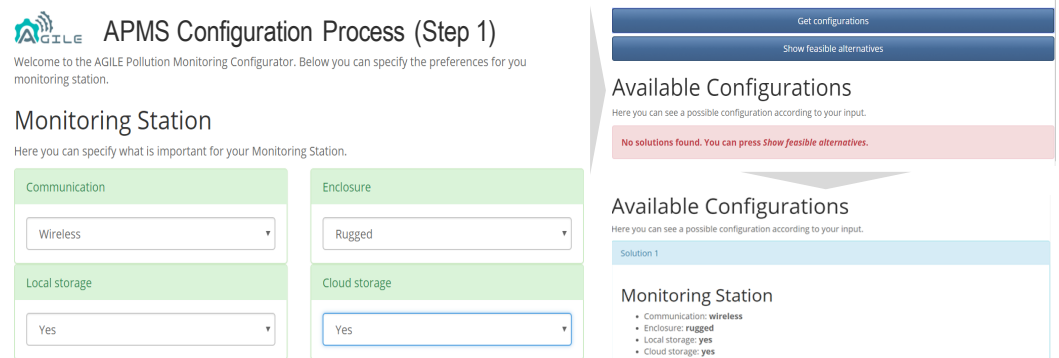 AGILE
APMS Configuration Process (Step 1)
Welcome to the AGILE Pollution Monitoring Configurator. Below you can specify the preferences for you
monitoring station.
Monitoring Station
Here you can specify what is important for your Monitoring Station.
Communication
Wireless
Enclosure
Rugged
Local storage
Yes
Cloud storage
Yes
Get configurations
Show feasible alternatives
Available Configurations
Here you can see a possible configuration according to your input.
No solutions found. You can press Show feasible alternatives.
Available Configurations
Here you can see a possible configuration according to your input.
Solution 1
Monitoring Station
• Communication: wireless
• Enclosure: rugged
• Local storage: yes
• Cloud storage: yes